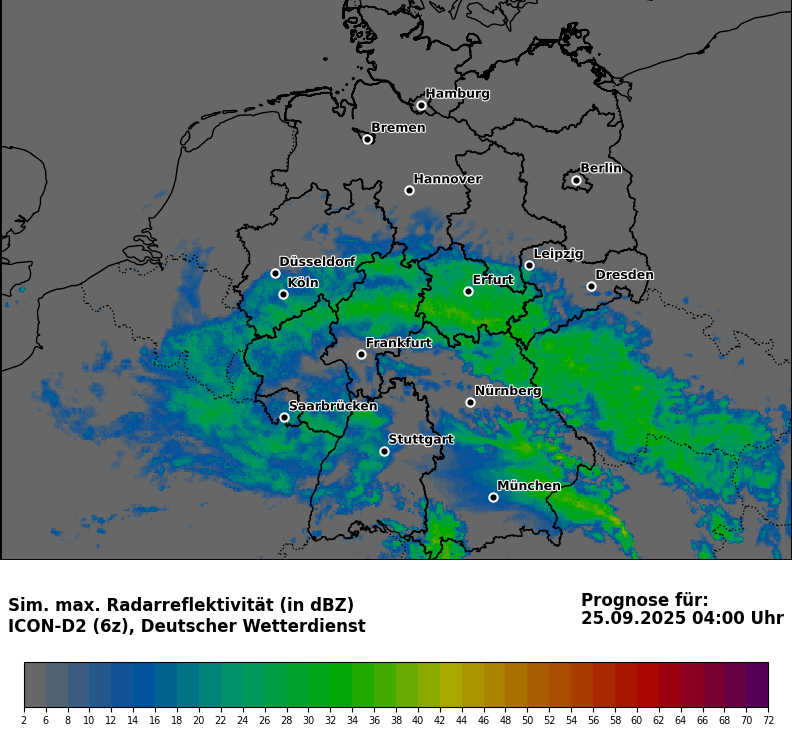 Hamburg
Bremen
Berlin
Hannover
Leipzig
Düsseldorf
Dresden
Erfurt
Köln
Frankfurt
Nürnberg
Saarbrücken
Stuttgart
München
Sim. max. Radarreflektivität (in dBZ)
ICON-D2 (6z), Deutscher Wetterdienst
Prognose für:
25.09.2025 04:00 Uhr
2 6 8 10 12 14 16 18 20 22 24 26 28 30 32 34 36 38 40 42 44 46 48 50 52 54 56 58 60 62 64 66 68 70 72